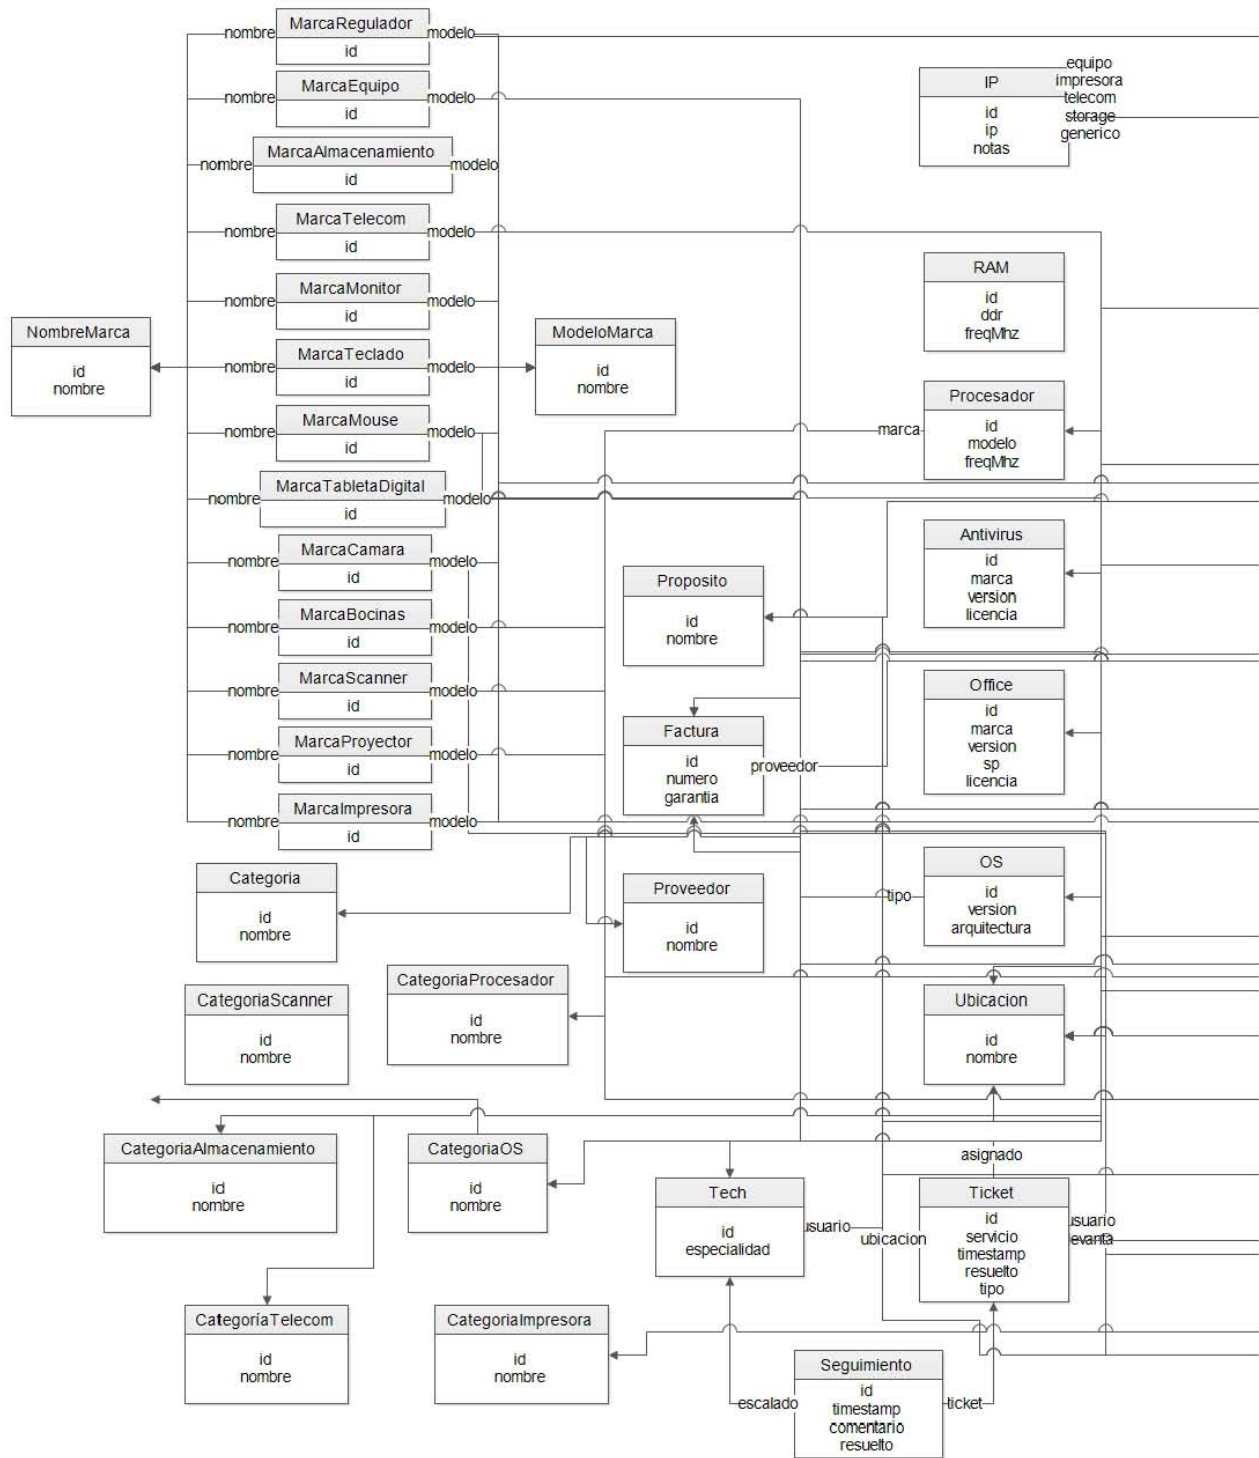 nombre
MarcaRegulador
modelo
id
nombre
MarcaEquipo
modelo
id
nombre
MarcaAlmacenamiento
modelo
id
nombre
MarcaTelecom
modelo
id
nombre
MarcaMonitor
modelo
id
nombre
MarcaTeclado
modelo
id
nombre
MarcaMouse
modelo
id
nombre
MarcaTabletaDigital
modelo
id
nombre
MarcaCamara
modelo
id
nombre
MarcaBocinas
modelo
id
nombre
MarcaScanner
modelo
id
nombre
MarcaProyector
modelo
id
nombre
MarcaImpresora
modelo
id
NombreMarca
id
nombre
ModeloMarca
id
nombre
IP
id
ip
notas
equipo
impresora
telecom
storage
generico
RAM
id
ddr
freqMhz
marca
Procesador
id
modelo
freqMhz
Antivirus
id
marca
version
licencia
Proposito
id
nombre
Office
id
marca
version
sp
licencia
Factura
id
numero
garantia
proveedor
Categoria
id
nombre
Proveedor
id
nombre
tipo
OS
id
version
arquitectura
CategoriaProcesador
id
nombre
CategoriaScanner
id
nombre
Ubicacion
id
nombre
CategoriaAlmacenamiento
id
nombre
CategoriaOS
id
nombre
Tech
id
especialidad
usuario
asignado
ubicacion
Ticket
id
servicio
timestamp
resuelto
tipo
usuario
levanta
CategoríaTelecom
id
nombre
CategoriaImpresora
id
nombre
escalado
Seguimiento
id
timestamp
comentario
resuelto
ticket